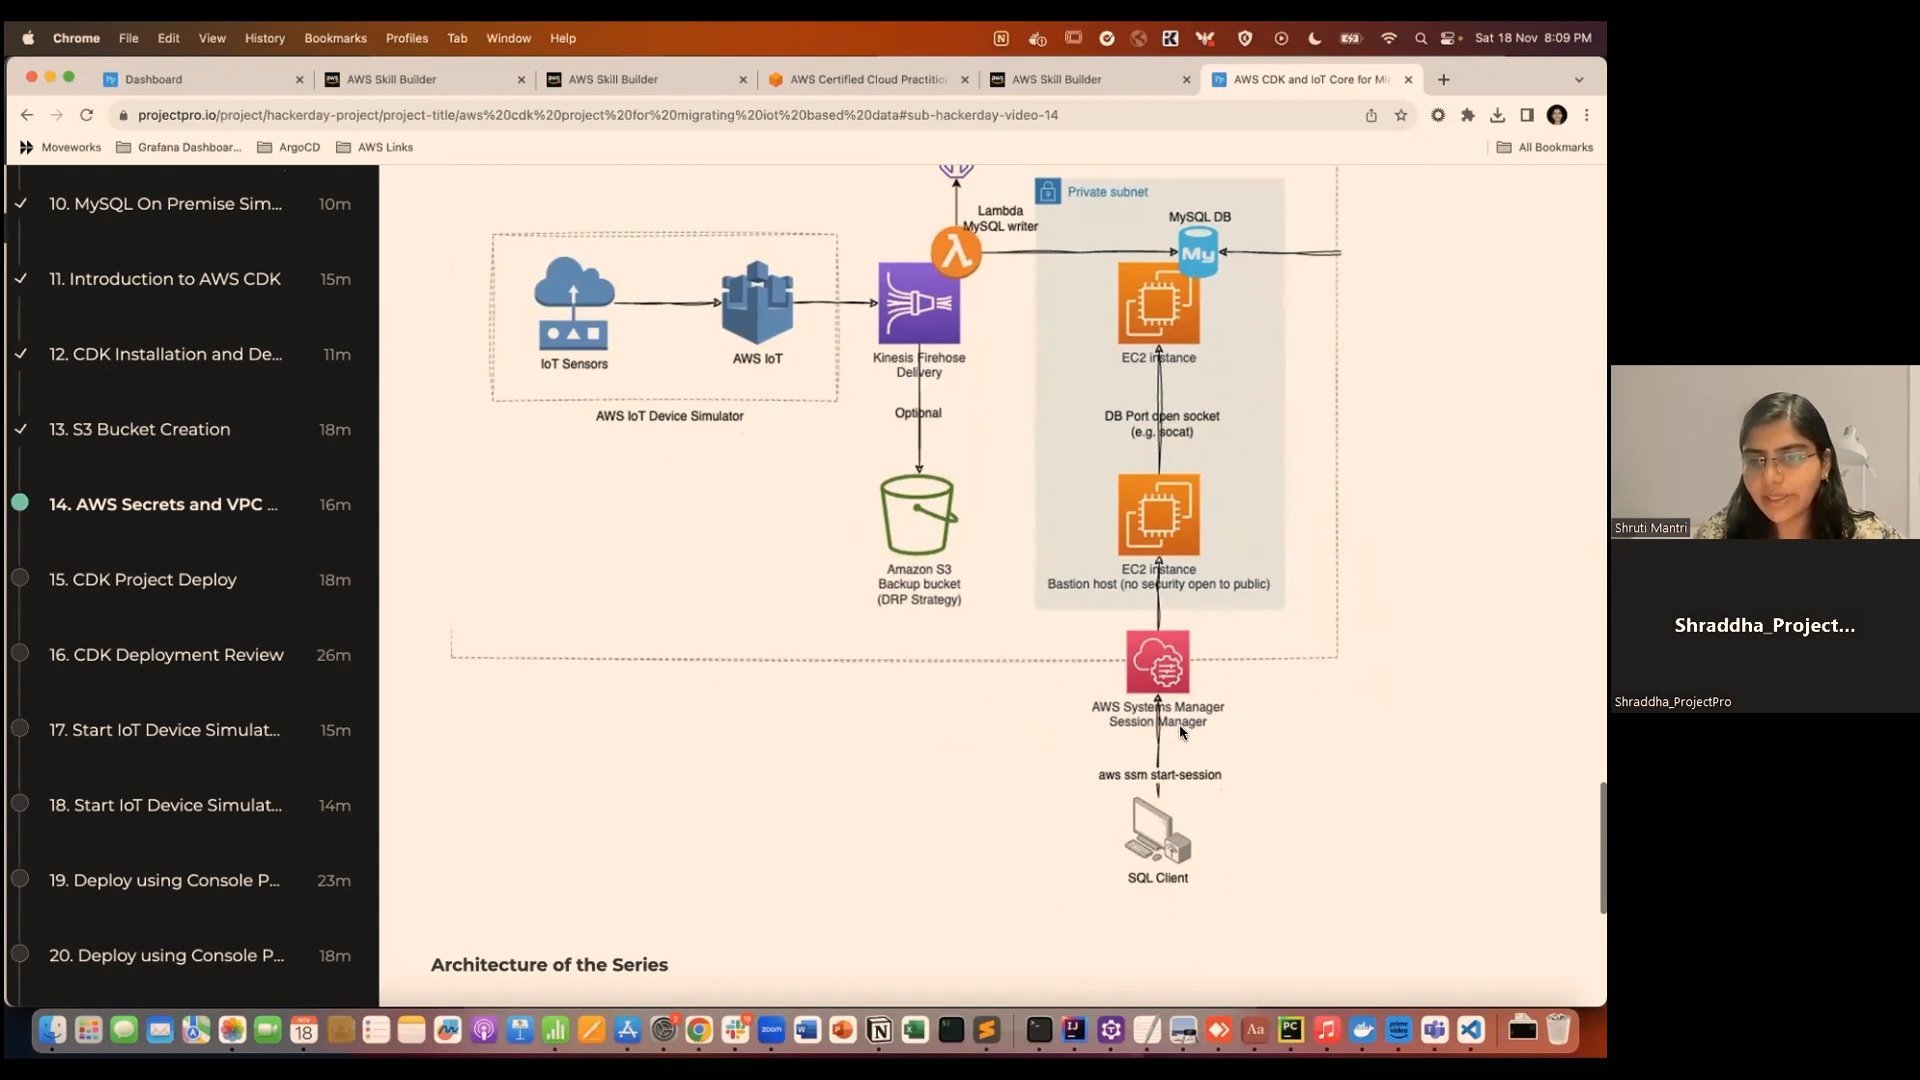 Chrome File Edit View History Bookmarks Profiles Tab Window Help
Sat 18 Nov 8:09 PM
Dashboard
AWS Skill Builder
AWS Skill Builder
AWS Certified Cloud Practitio
AWS Skill Builder
AWS CDK and IoT Core for Mi
projectpro.io/project/hackerday-project/project-title/aws%20cdk%20project%20for%20migrating%20iot%20based%20data#sub-hackerday-video-14
Moveworks
Grafana Dashboar...
ArgoCD
AWS Links
All Bookmarks
10. MySQL On Premise Sim... 10m
11. Introduction to AWS CDK 15m
12. CDK Installation and De... 11m
13. S3 Bucket Creation 18m
14. AWS Secrets and VPC ... 16m
15. CDK Project Deploy 18m
16. CDK Deployment Review 26m
17. Start IoT Device Simulat... 15m
18. Start IoT Device Simulat... 14m
19. Deploy using Console P... 23m
20. Deploy using Console P... 18m
Private subnet
Lambda
MySQL writer
MySQL DB
My
IoT Sensors
AWS IoT
AWS IoT Device Simulator
Kinesis Firehose
Delivery
Optional
Amazon S3
Backup bucket
(DRP Strategy)
EC2 instance
DB Port open socket
(e.g. socat)
EC2 instance
Bastion host (no security open to public)
AWS Systems Manager
Session Manager
aws ssm start-session
SQL Client
Architecture of the Series
Shruti Mantri
Shraddha_Project...
Shraddha_ProjectPro
NOV
18
zoom
Aa
PC